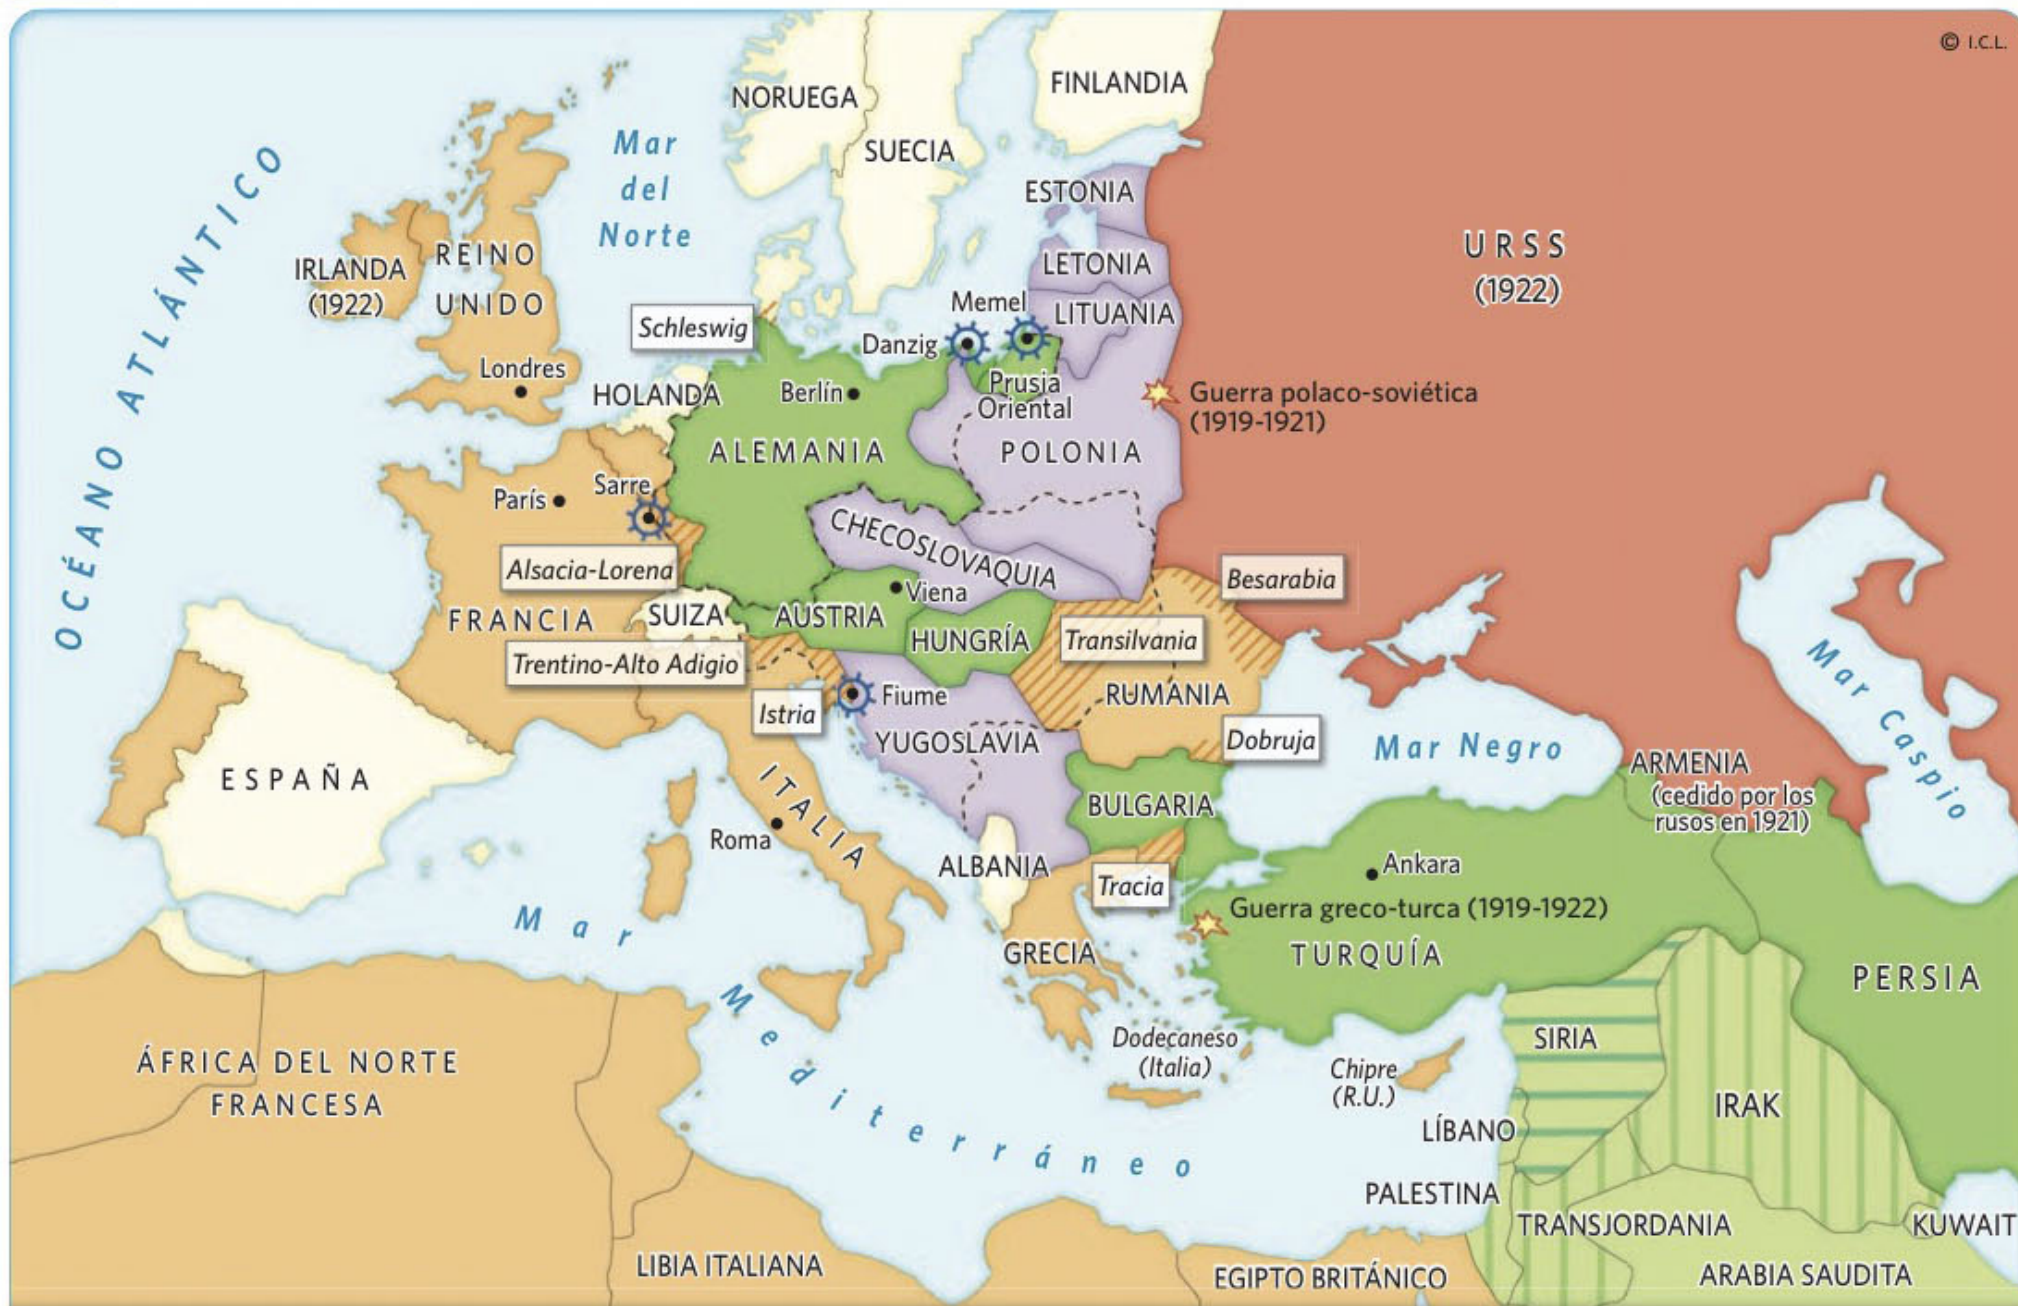 © I.C.L.
FINLANDIA
NORUEGA
SUECIA
Mar
del
Norte
OCÉANO ATLÁNTICO
ESTONIA
URSS
(1922)
REINO
UNIDO
IRLANDA
(1922)
LETONIA
Memel
LITUANIA
Schleswig
Danzig
Londres
HOLANDA
Berlín
Prusia
Oriental
Guerra polaco-soviética
(1919-1921)
ALEMANIA
POLONIA
París
Sarre
CHECOSLOVAQUIA
Alsacia-Lorena
Besarabia
Viena
FRANCIA
SUIZA
AUSTRIA
HUNGRÍA
Transilvania
Trentino-Alto Adigio
Mar Caspio
Fiume
RUMANIA
Istria
YUGOSLAVIA
Dobruja
Mar Negro
ESPAÑA
ITALIA
ARMENIA
(cedido por los
rusos en 1921)
BULGARIA
Roma
ALBANIA
Tracia
Ankara
Guerra greco-turca (1919-1922)
Mar
Mediterráneo
GRECIA
TURQUÍA
PERSIA
Dodecaneso
(Italia)
SIRIA
ÁFRICA DEL NORTE
FRANCESA
Chipre
(R.U.)
IRAK
LÍBANO
PALESTINA
TRANSJORDANIA
KUWAIT
LIBIA ITALIANA
EGIPTO BRITÁNICO
ARABIA SAUDITA